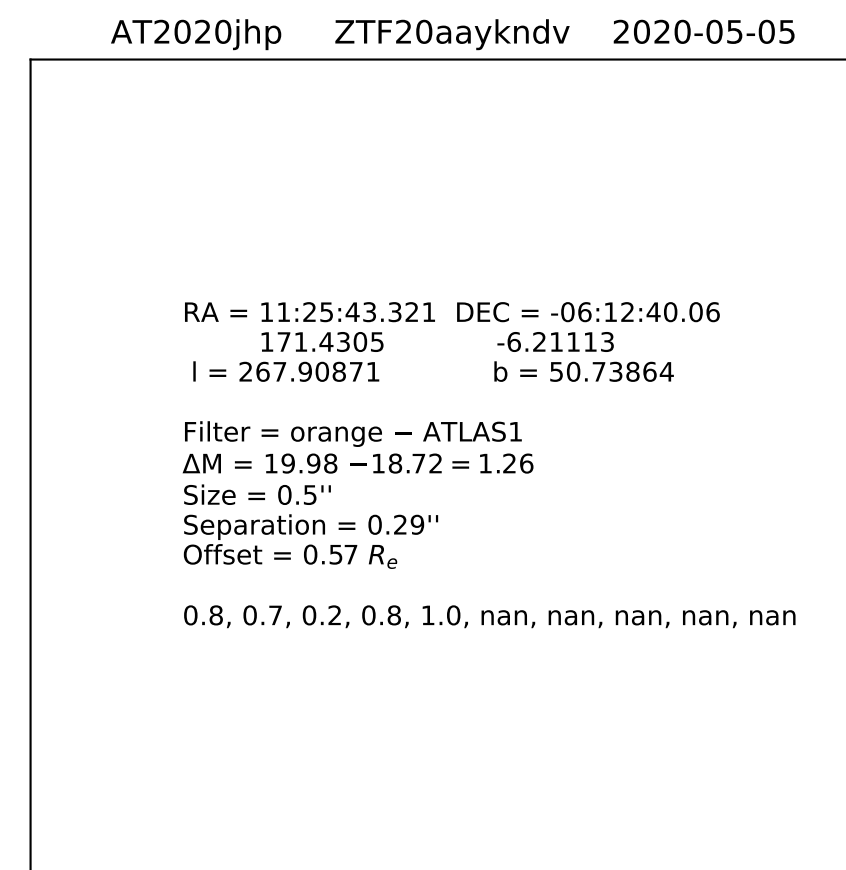 AT2020jhp ZTF20aaykndv 2020-05-05
RA = 11:25:43.321 DEC = -06:12:40.06
171.4305 -6.21113
l = 267.90871 b = 50.73864
Filter = orange − ATLAS1
ΔM = 19.98 −18.72 = 1.26
Size = 0.5''
Separation = 0.29''
Offset = 0.57 Re
0.8, 0.7, 0.2, 0.8, 1.0, nan, nan, nan, nan, nan